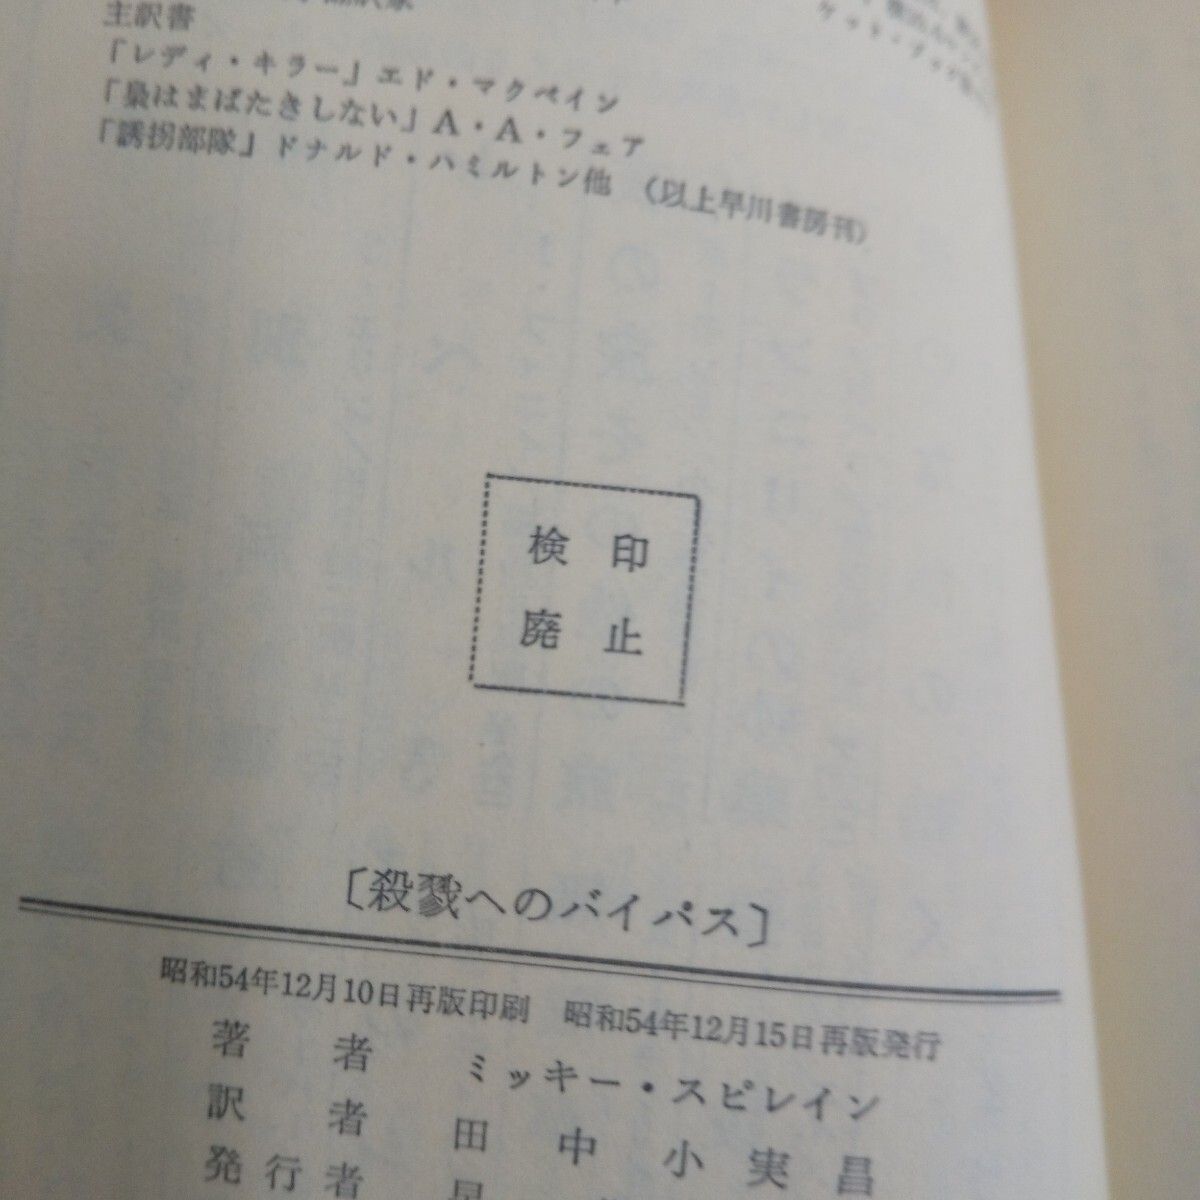 主訳書
「レディ・キラー」エド・マクベイン
「梟はまばたきしない」A・A・フェア
「誘拐部隊」ドナルド・ハミルトン他 (以上早川書房刊)
検印
廃止
〔殺戮へのバイパス〕
昭和54年12月10日再版印刷 昭和54年12月15日再版発行
著者 ミッキー・スピレイン
訳者 田中小実昌
発行者 早